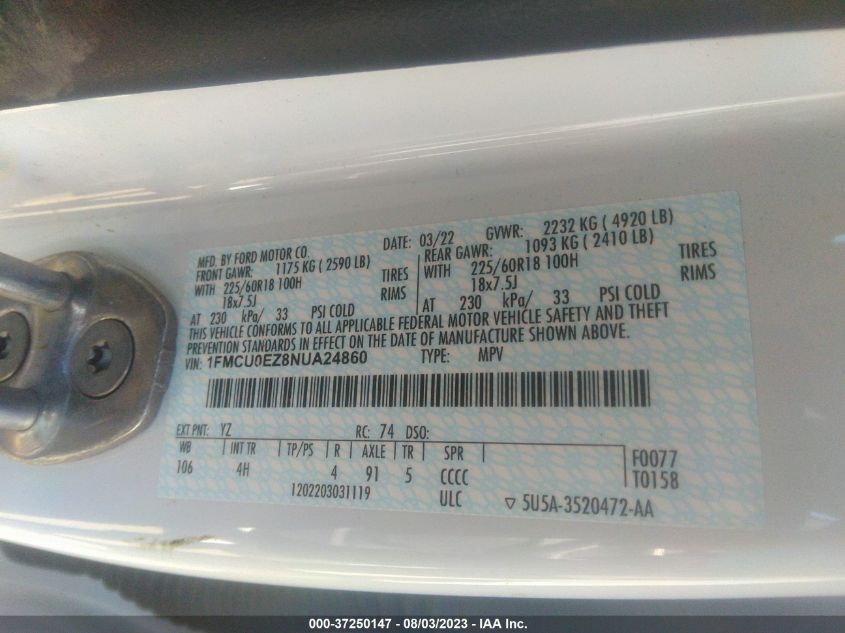 MFD. BY FORD MOTOR CO. DATE: 03/22 GVWR: 2232 KG ( 4920 LB)
FRONT GAWR: 1175 KG ( 2590 LB) REAR GAWR: 1093 KG ( 2410 LB)
WITH 225/60R18 100H TIRES WITH 225/60R18 100H TIRES
18x7.5J RIMS 18x7.5J RIMS
AT 230 kPa/ 33 PSI COLD AT 230 kPa/ 33 PSI COLD
THIS VEHICLE CONFORMS TO ALL APPLICABLE FEDERAL MOTOR VEHICLE SAFETY AND THEFT
PREVENTION STANDARDS IN EFFECT ON THE DATE OF MANUFACTURE SHOWN ABOVE.
VIN: 1FMCU0EZ8NUA24860 TYPE: MPV
EXT PNT: YZ RC: 74 DSO:
WB INT TR TP/PS R AXLE TR SPR F0077
106 4H 4 91 5 CCCC T0158
1202203031119 ULC ▽ 5U5A-3520472-AA
000-37250147 - 08/03/2023 - IAA Inc.